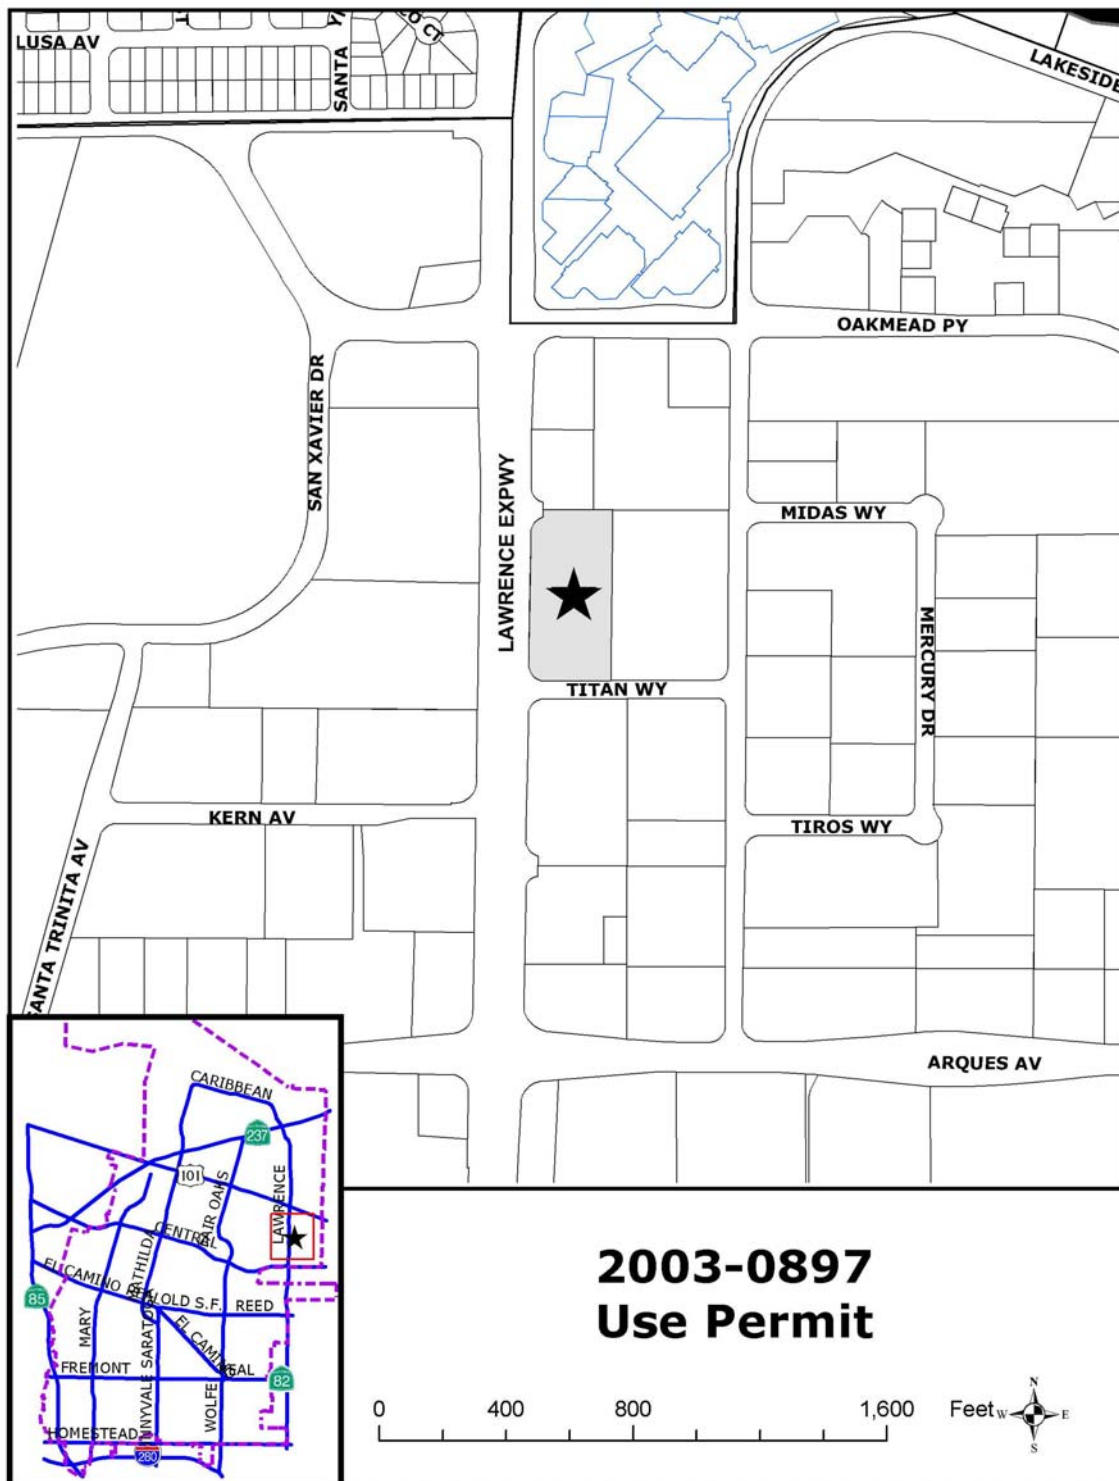 LUSA AV
SANTA
CO CT
LAKESIDE
OAKMEAD PY
SAN XAVIER DR
LAWRENCE EXPWY
MIDAS WY
MERCURY DR
TITAN WY
KERN AV
TIROS WY
SANTA TRINITA AV
ARQUES AV
CARIBBEAN
237
101
FAIR OAKS
LAWRENCE
CENTRAL
MATHILDA
EL CAMINO REAL
OLD S.F.
REED
85
MARY
SUNNYVALE SARATOGA
EL CAMINO
REAL
FREMONT
82
WOLFE
HOMESTEAD
280
2003-0897
Use Permit
0 400 800 1,600 Feet
N
W E
S